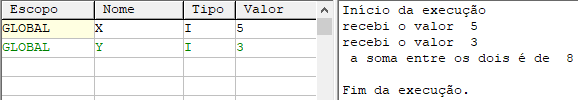 Escopo Nome Tipo Valor
GLOBAL X I 5
GLOBAL Y I 3
Início da execução
recebi o valor 5
recebi o valor 3
a soma entre os dois é de 8
Fim da execução.